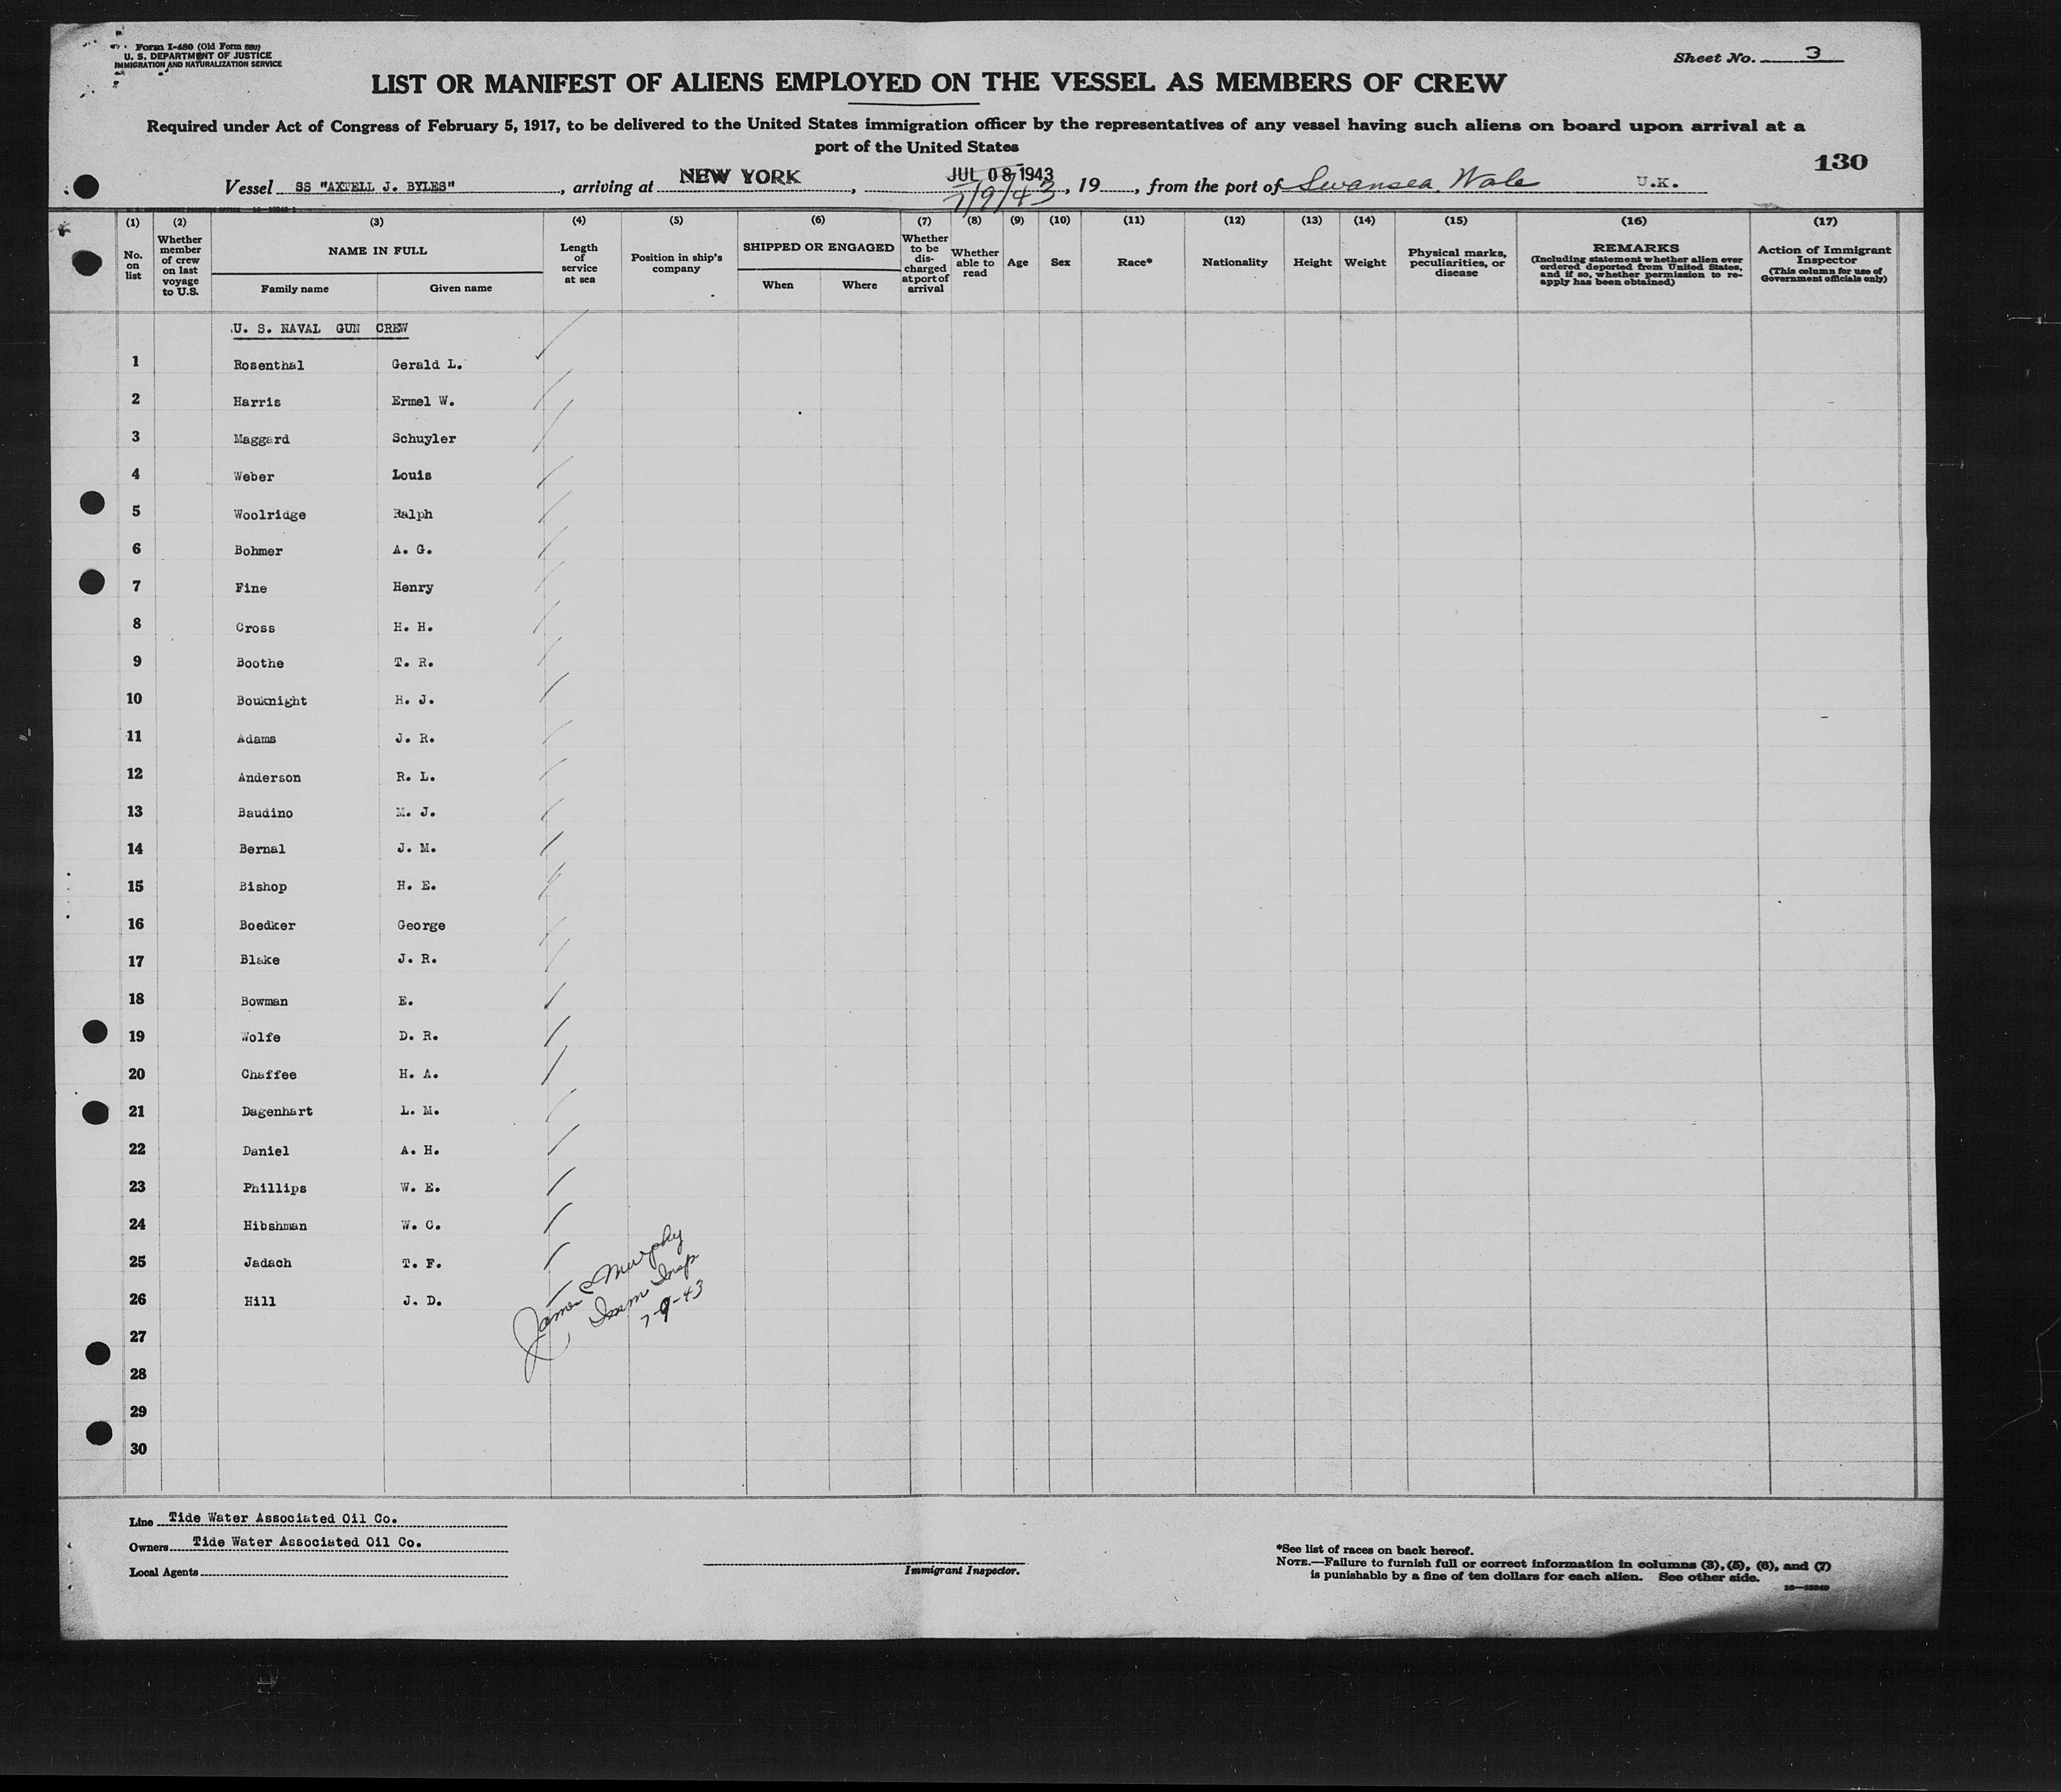 Form I-480 (Old Form 680)
U. S. DEPARTMENT OF JUSTICE
IMMIGRATION AND NATURALIZATION SERVICE
Sheet No. 3
LIST OR MANIFEST OF ALIENS EMPLOYED ON THE VESSEL AS MEMBERS OF CREW
Required under Act of Congress of February 5, 1917, to be delivered to the United States immigration officer by the representatives of any vessel having such aliens on board upon arrival at a
port of the United States
130
Vessel SS "AXTELL J. BYLES", arriving at NEW YORK, JUL 08 1943, 19, from the port of Swansea, Wale U.K.
7/9/43
(1) (2) (3) (4) (5) (6) (7) (8) (9) (10) (11) (12) (13) (14) (15) (16) (17)
No. on list
Whether member of crew on last voyage to U.S.
NAME IN FULL
Family name Given name
Length of service at sea
Position in ship's company
SHIPPED OR ENGAGED
When Where
Whether to be discharged at port of arrival
Whether able to read
Age
Sex
Race*
Nationality
Height
Weight
Physical marks, peculiarities, or disease
REMARKS
(Including statement whether alien ever ordered deported from United States, and if so, whether permission to reapply has been obtained)
Action of Immigrant Inspector
(This column for use of Government officials only)
U. S. NAVAL GUN CREW
1 Rosenthal Gerald L.
2 Harris Ermel W.
3 Maggard Schuyler
4 Weber Louis
5 Woolridge Ralph
6 Bohmer A. G.
7 Fine Henry
8 Cross H. H.
9 Boothe T. R.
10 Bouknight H. J.
11 Adams J. R.
12 Anderson R. L.
13 Baudino M. J.
14 Bernal J. M.
15 Bishop H. E.
16 Boedker George
17 Blake J. R.
18 Bowman E.
19 Wolfe D. R.
20 Chaffee H. A.
21 Dagenhart L. M.
22 Daniel A. H.
23 Phillips W. E.
24 Hibshman W. C.
25 Jadach T. F.
26 Hill J. D.
27
28
29
30
James Murphy
Imm Insp
7-9-43
Line Tide Water Associated Oil Co.
Owners Tide Water Associated Oil Co.
Local Agents
Immigrant Inspector.
*See list of races on back hereof.
NOTE.—Failure to furnish full or correct information in columns (3), (5), (6), and (7)
is punishable by a fine of ten dollars for each alien. See other side.